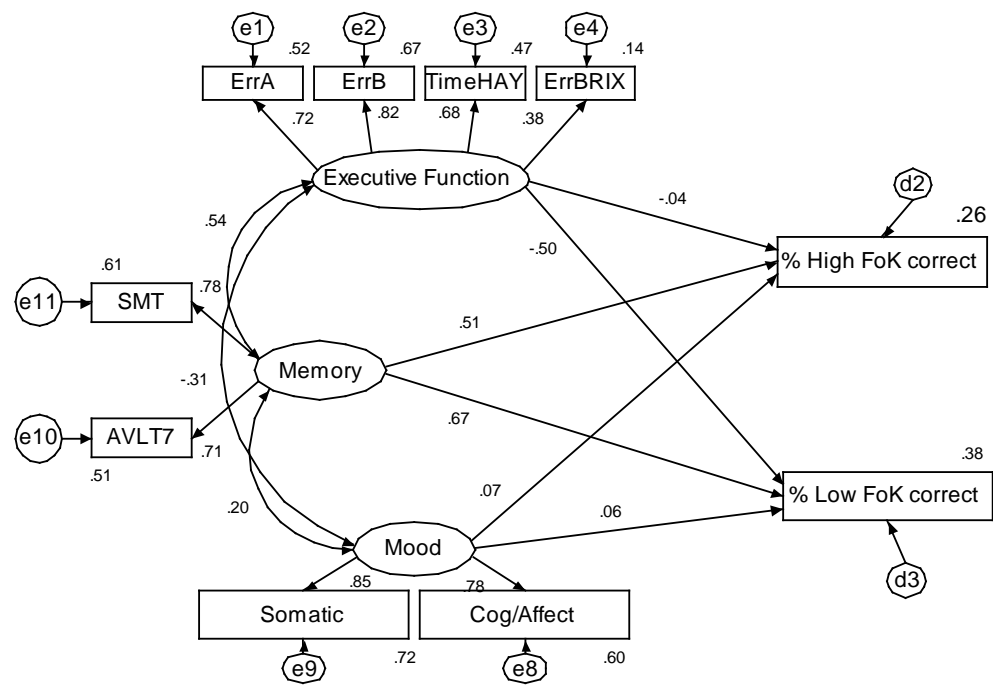 e1
e2
e3
e4
.52
.67
.47
.14
ErrA
ErrB
TimeHAY
ErrBRIX
.72
.82
.68
.38
Executive Function
d2
-.04
.26
.54
-.50
% High FoK correct
.61
e11
SMT
.78
.51
Memory
-.31
.67
e10
AVLT7
.71
.51
.38
.07
% Low FoK correct
.20
.06
Mood
.85
.78
d3
Somatic
Cog/Affect
e9
.72
e8
.60